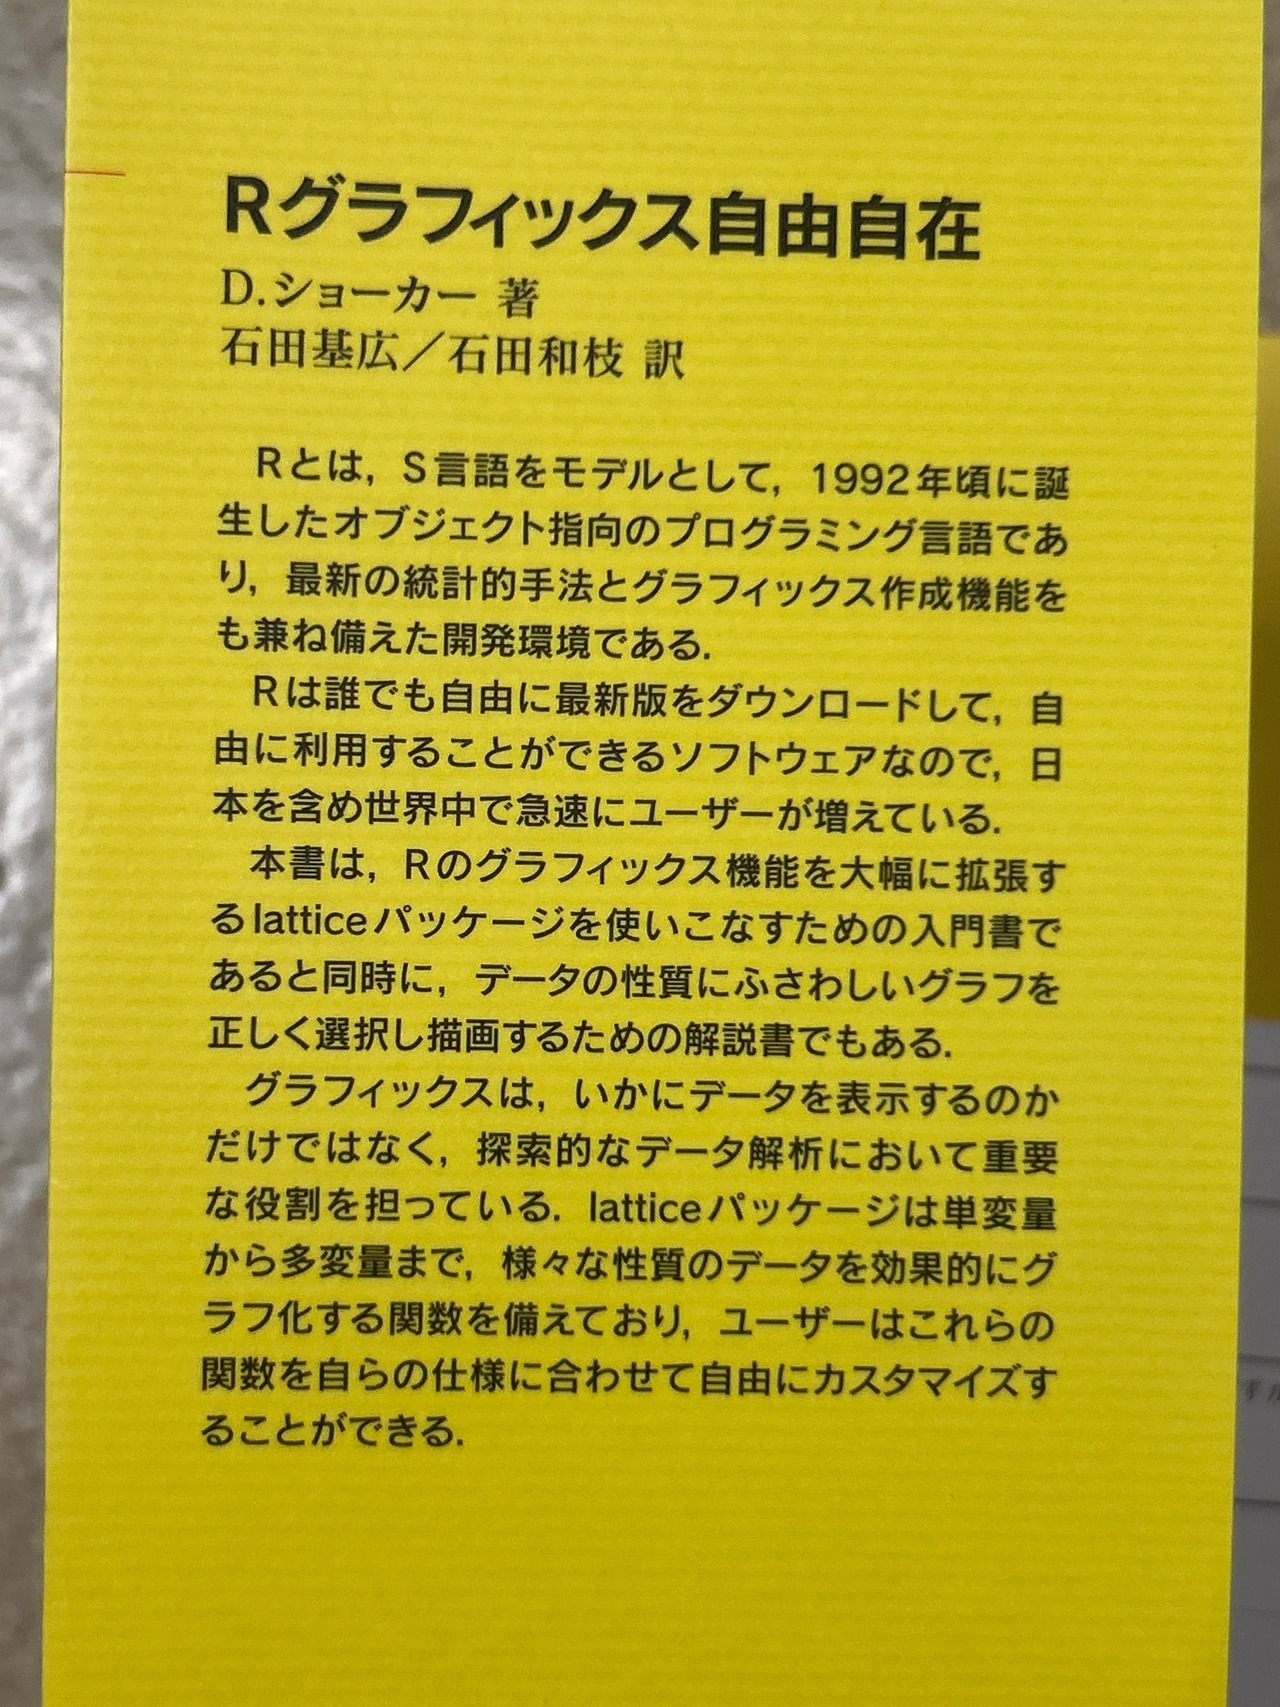 Rグラフィックス自由自在
D.ショーカー 著
石田基広／石田和枝 訳
Rとは，S言語をモデルとして，1992年頃に誕
生したオブジェクト指向のプログラミング言語であ
り，最新の統計的手法とグラフィックス作成機能を
も兼ね備えた開発環境である．
Rは誰でも自由に最新版をダウンロードして，自
由に利用することができるソフトウェアなので，日
本を含め世界中で急速にユーザーが増えている．
本書は，Rのグラフィックス機能を大幅に拡張す
るlatticeパッケージを使いこなすための入門書で
あると同時に，データの性質にふさわしいグラフを
正しく選択し描画するための解説書でもある．
グラフィックスは，いかにデータを表示するのか
だけではなく，探索的なデータ解析において重要
な役割を担っている．latticeパッケージは単変量
から多変量まで，様々な性質のデータを効果的にグ
ラフ化する関数を備えており，ユーザーはこれらの
関数を自らの仕様に合わせて自由にカスタマイズす
ることができる．